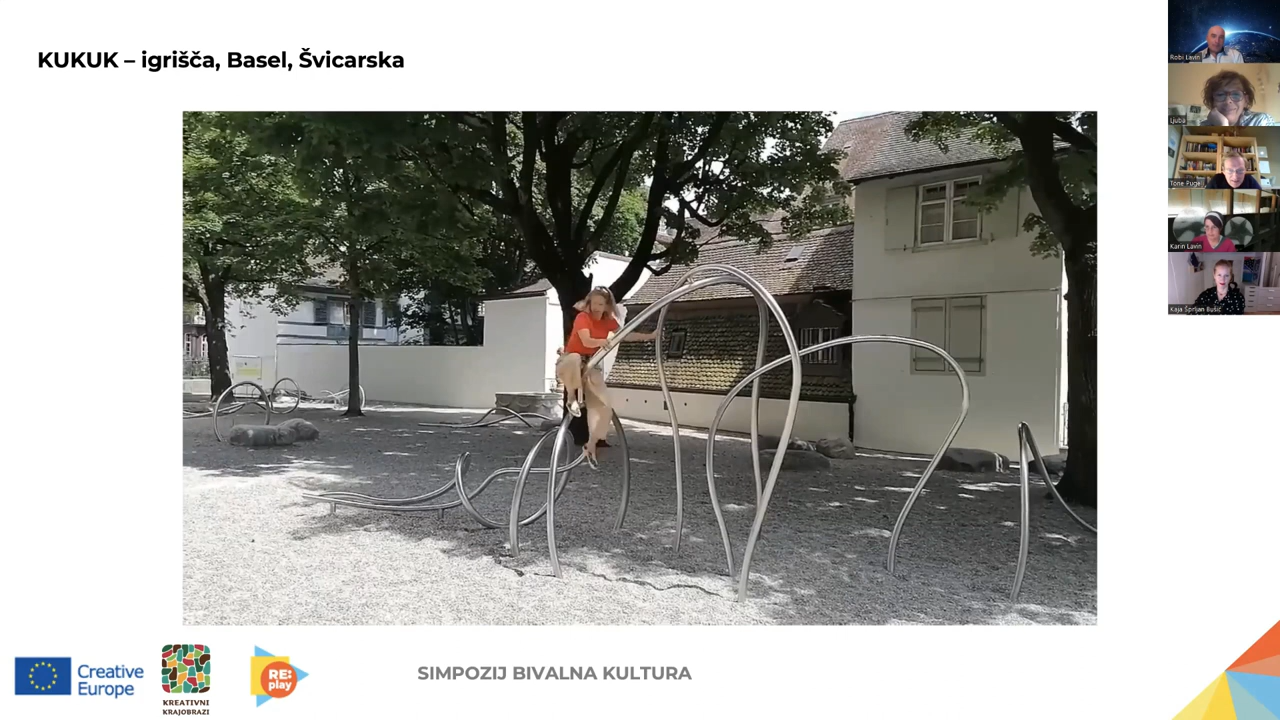 KUKUK – igrišča, Basel, Švicarska
Robi Lavin
Ljuba
Tone Pugelj
Karin Lavin
Kaja Šprljan Bušić
Creative
Europe
KREATIVNI
KRAJOBRAZI
RE:
play
SIMPOZIJ BIVALNA KULTURA